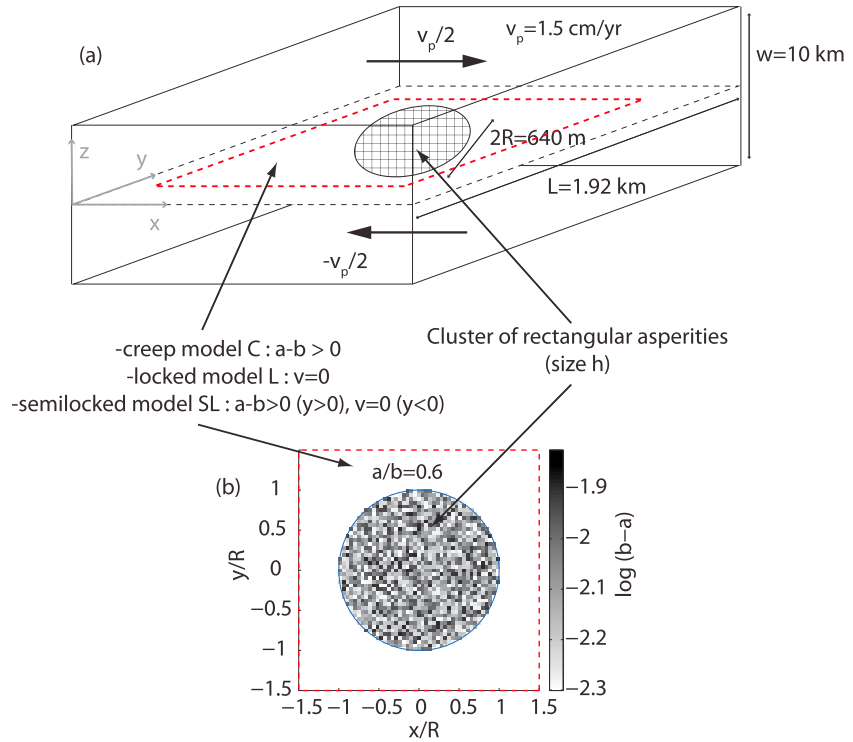 (a)
v_p/2
v_p=1.5 cm/yr
w=10 km
z
y
x
2R=640 m
L=1.92 km
-v_p/2
Cluster of rectangular asperities
(size h)
-creep model C : a-b > 0
-locked model L : v=0
-semilocked model SL : a-b>0 (y>0), v=0 (y<0)
(b)
a/b=0.6
1
0.5
0
−0.5
−1
−1.5
y/R
−1.5 −1 −0.5 0 0.5 1 1.5
x/R
−1.9
−2
−2.1
−2.2
−2.3
log (b−a)